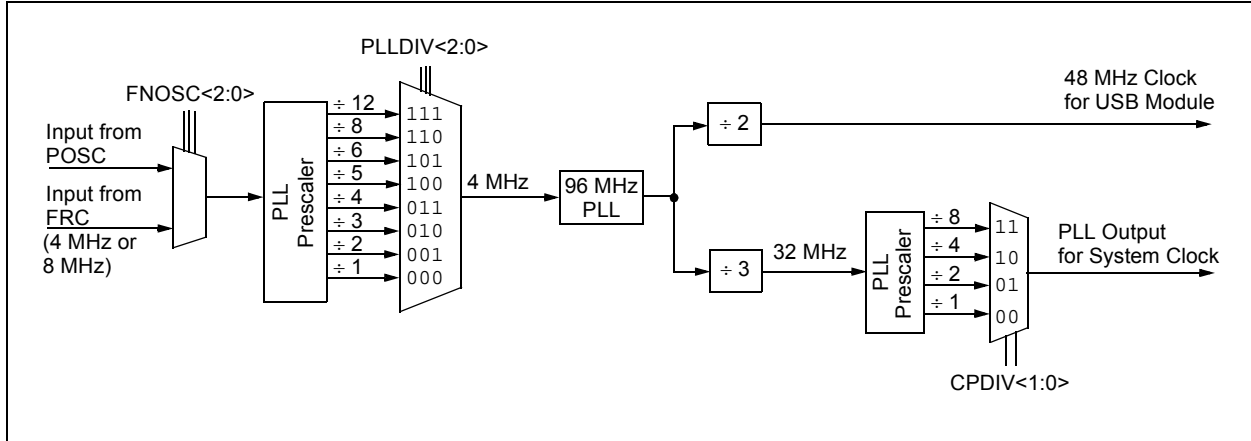 PLLDIV<2:0>
FNOSC<2:0>
Input from
POSC
Input from
FRC
(4 MHz or
8 MHz)
PLL
Prescaler
÷ 12
÷ 8
÷ 6
÷ 5
÷ 4
÷ 3
÷ 2
÷ 1
111
110
101
100
011
010
001
000
4 MHz
96 MHz
PLL
÷ 2
48 MHz Clock
for USB Module
÷ 3
32 MHz
PLL
Prescaler
÷ 8
÷ 4
÷ 2
÷ 1
11
10
01
00
PLL Output
for System Clock
CPDIV<1:0>